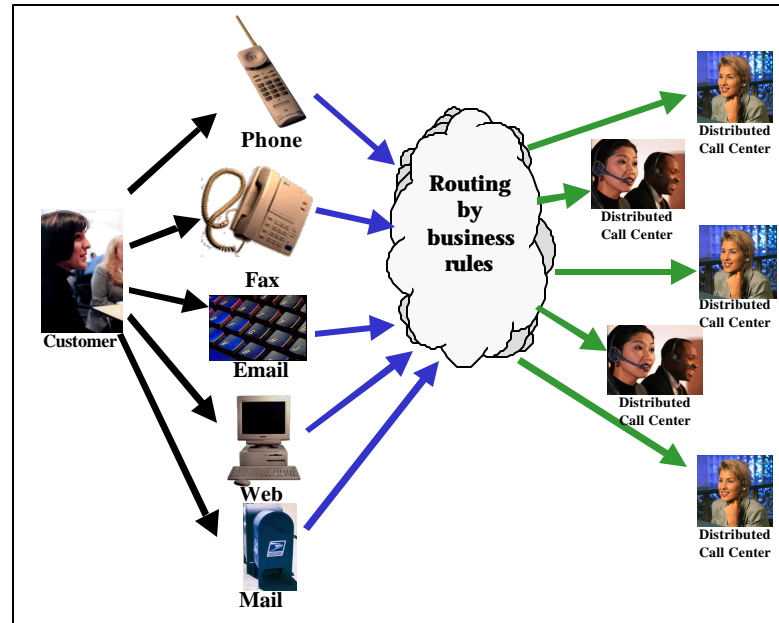 Phone
Fax
Customer
Email
Web
Mail
Routing
by
business
rules
Distributed
Call Center
Distributed
Call Center
Distributed
Call Center
Distributed
Call Center
Distributed
Call Center